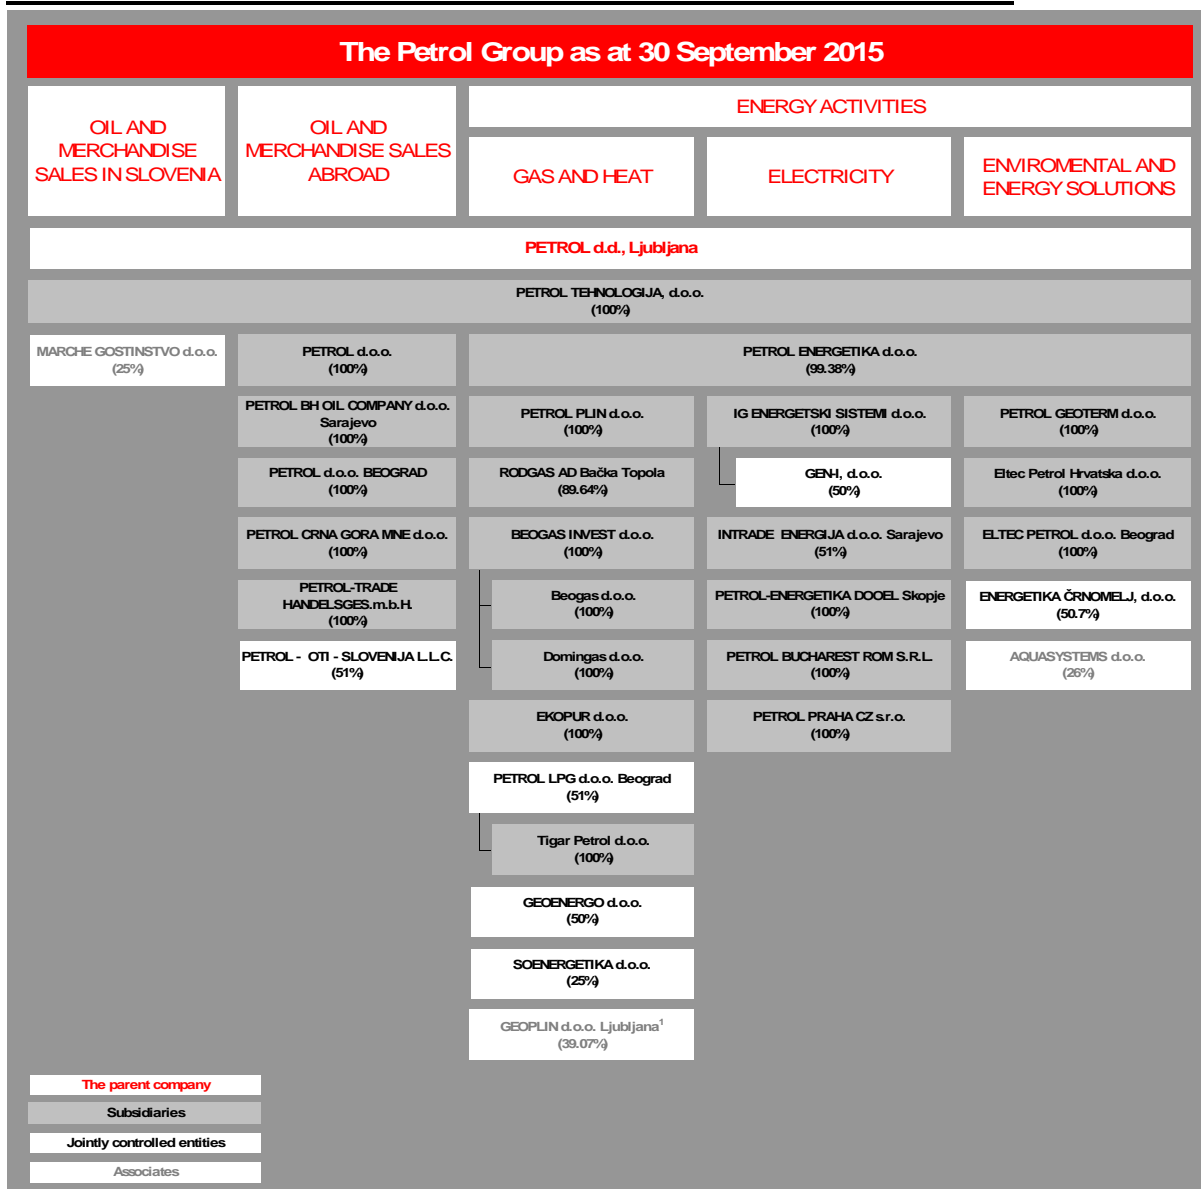 The Petrol Group as at 30 September 2015
OIL AND
MERCHANDISE
SALES IN SLOVENIA
OIL AND
MERCHANDISE SALES
ABROAD
ENERGY ACTIVITIES
GAS AND HEAT
ELECTRICITY
ENVIROMENTAL AND
ENERGY SOLUTIONS
PETROL d.d., Ljubljana
PETROL TEHNOLOGIJA, d.o.o.
(100%)
MARCHE GOSTINSTVO d.o.o.
(25%)
PETROL d.o.o.
(100%)
PETROL BH OIL COMPANY d.o.o.
Sarajevo
(100%)
PETROL d.o.o. BEOGRAD
(100%)
PETROL CRNA GORA MNE d.o.o.
(100%)
PETROL-TRADE
HANDELSGES.m.b.H.
(100%)
PETROL - OTI - SLOVENIJA L.L.C.
(51%)
PETROL ENERGETIKA d.o.o.
(99.38%)
PETROL PLIN d.o.o.
(100%)
RODGAS AD Bačka Topola
(89.64%)
BEOGAS INVEST d.o.o.
(100%)
Beogas d.o.o.
(100%)
Domingas d.o.o.
(100%)
EKOPUR d.o.o.
(100%)
PETROL LPG d.o.o. Beograd
(51%)
Tigar Petrol d.o.o.
(100%)
GEOENERGO d.o.o.
(50%)
SOENERGETIKA d.o.o.
(25%)
GEOPLIN d.o.o. Ljubljana¹
(39.07%)
IG ENERGETSKI SISTEMI d.o.o.
(100%)
GEN-I, d.o.o.
(50%)
INTRADE ENERGIJA d.o.o. Sarajevo
(51%)
PETROL-ENERGETIKA DOOEL Skopje
(100%)
PETROL BUCHAREST ROM S.R.L.
(100%)
PETROL PRAHA CZ s.r.o.
(100%)
PETROL GEOTERM d.o.o.
(100%)
Eltec Petrol Hrvatska d.o.o.
(100%)
ELTEC PETROL d.o.o. Beograd
(100%)
ENERGETIKA ČRNOMELJ, d.o.o.
(50.7%)
AQUASYSTEMS d.o.o.
(26%)
The parent company
Subsidiaries
Jointly controlled entities
Associates